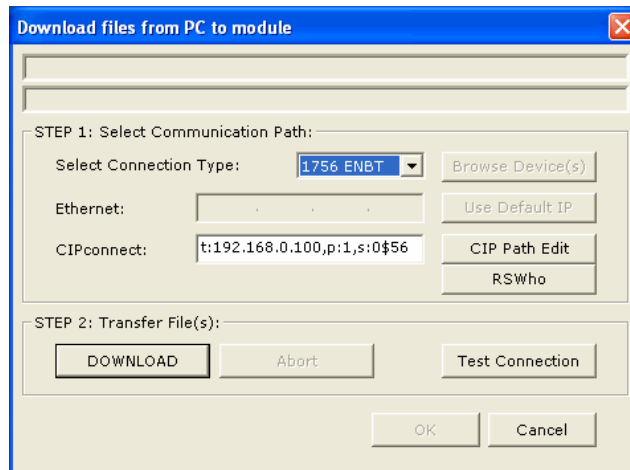 Download files from PC to module
STEP 1: Select Communication Path:
Select Connection Type: 1756 ENBT Browse Device(s)
Ethernet: . . . Use Default IP
CIPconnect: t:192.168.0.100,p:1,s:0$56 CIP Path Edit
RSWho
STEP 2: Transfer File(s):
DOWNLOAD Abort Test Connection
OK Cancel